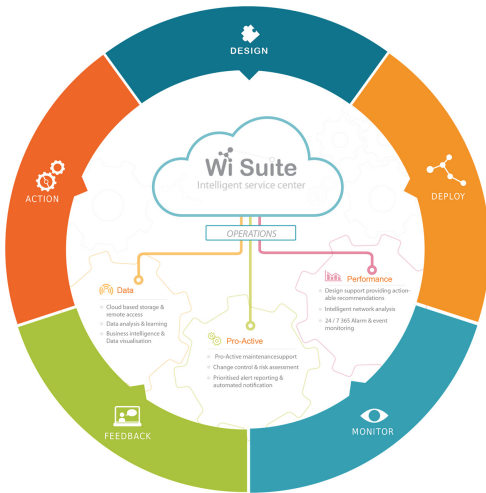 DESIGN
Wi Suite
Intelligent service center
ACTION
DEPLOY
OPERATIONS
Data
Cloud based storage &
remote access
Data analysis & learning
Business intelligence &
Data visualisation
Pro-Active
Pro-Active maintenancesupport
Change control & risk assessment
Prioritised alert reporting &
automated notification
Performance
Design support providing action-
able recommendations
Intelligent network analysis
24 / 7 365 Alarm & event
monitoring
FEEDBACK
MONITOR